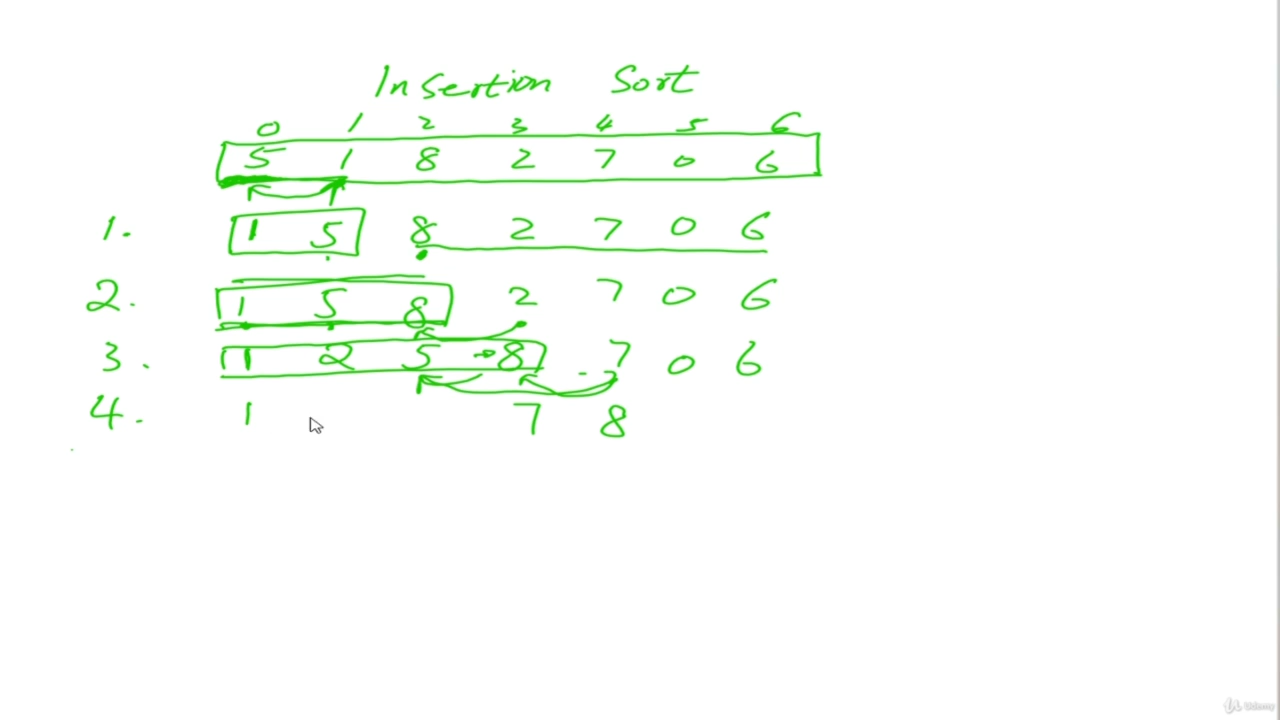 Insertion Sort
0 1 2 3 4 5 6
5 1 8 2 7 0 6
1. 1 5 8 2 7 0 6
2. 1 5 8 2 7 0 6
3. 1 2 5 8 7 0 6
4. 1 7 8
Udemy